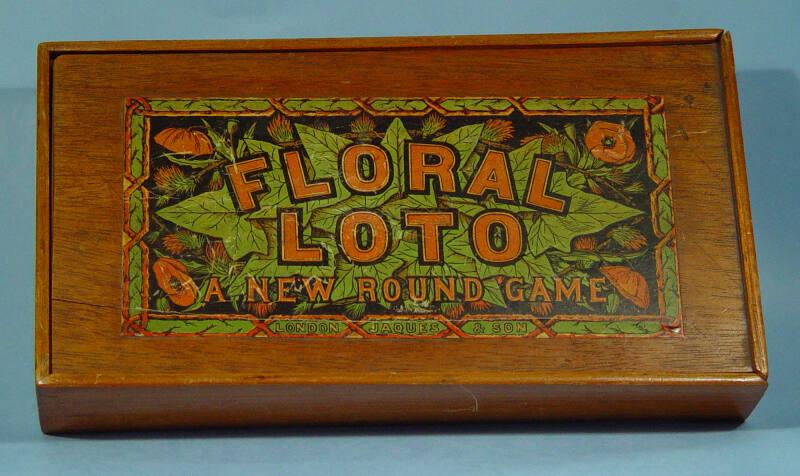 FLORAL
LOTO
A NEW ROUND GAME
LONDON JAQUES & SON